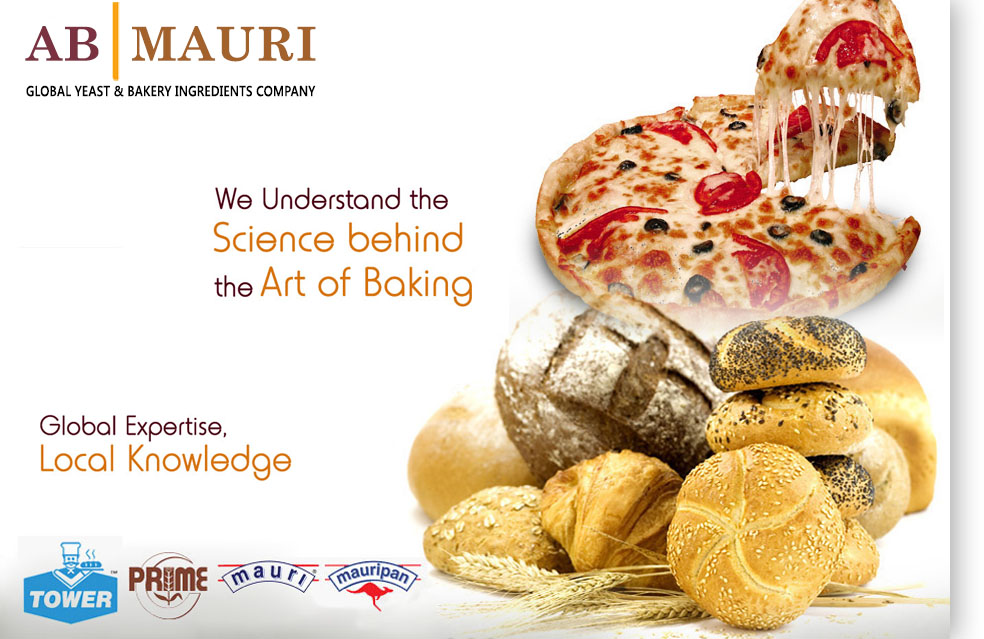 AB MAURI
GLOBAL YEAST & BAKERY INGREDIENTS COMPANY
We Understand the
Science behind
the Art of Baking
Global Expertise,
Local Knowledge
TOWER™
PRIME
mauri®
mauripan